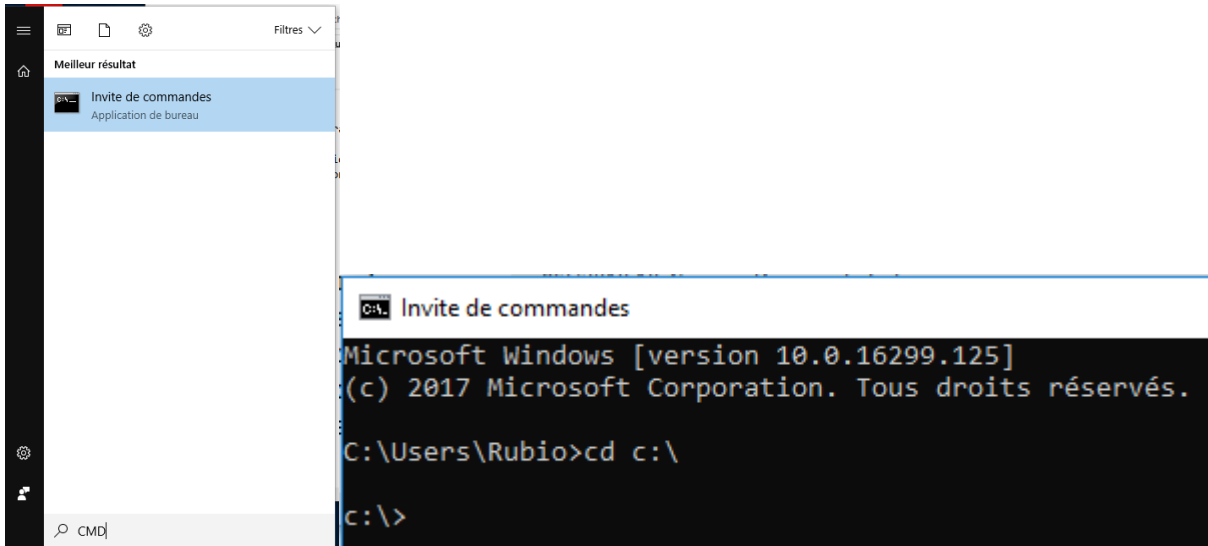 Filtres
Meilleur résultat
Invite de commandes
Application de bureau
CMD
Invite de commandes
Microsoft Windows [version 10.0.16299.125]
(c) 2017 Microsoft Corporation. Tous droits réservés.
C:\Users\Rubio>cd c:\
c:\>